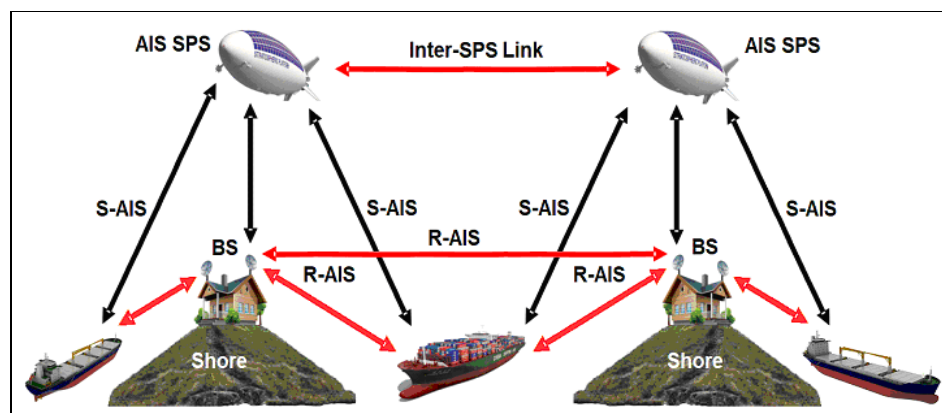 AIS SPS
Inter-SPS Link
AIS SPS
S-AIS
S-AIS
S-AIS
S-AIS
BS
R-AIS
BS
R-AIS
R-AIS
Shore
Shore